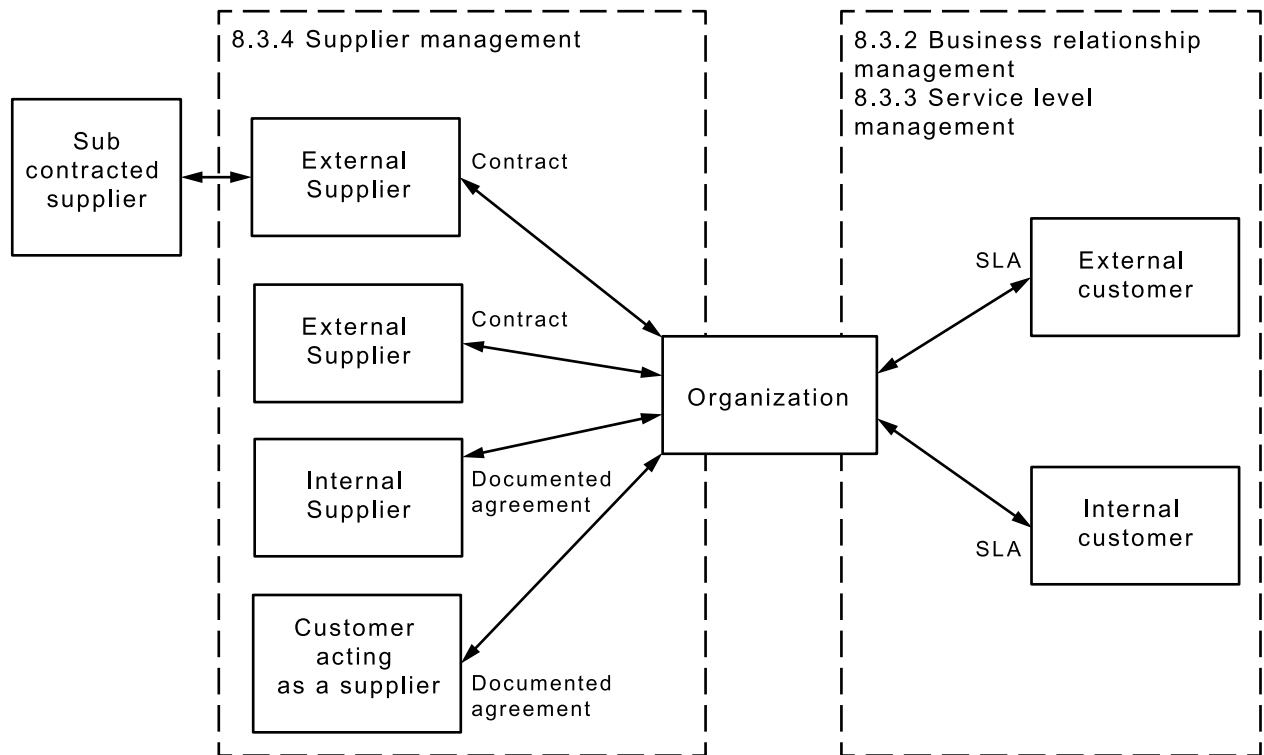 8.3.4 Supplier management
8.3.2 Business relationship
management
8.3.3 Service level
management
Sub
contracted
supplier
External
Supplier
Contract
External
Supplier
Contract
Internal
Supplier
Documented
agreement
Customer
acting
as a supplier
Documented
agreement
Organization
SLA
External
customer
Internal
customer
SLA